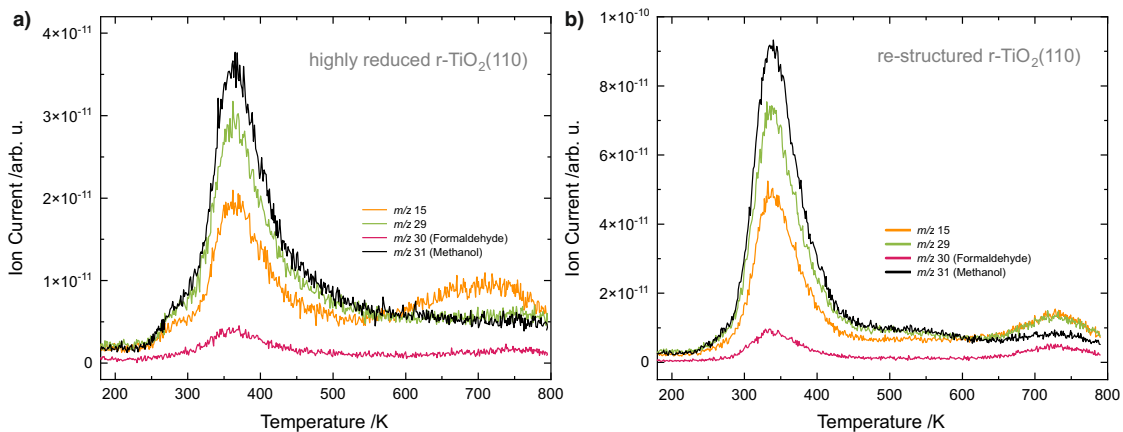 a)
highly reduced r-TiO₂(110)
Ion Current /arb. u.
4×10⁻¹¹
3×10⁻¹¹
2×10⁻¹¹
1×10⁻¹¹
0
m/z 15
m/z 29
m/z 30 (Formaldehyde)
m/z 31 (Methanol)
200 300 400 500 600 700 800
Temperature /K
b)
re-structured r-TiO₂(110)
Ion Current /arb. u.
1×10⁻¹⁰
8×10⁻¹¹
6×10⁻¹¹
4×10⁻¹¹
2×10⁻¹¹
0
m/z 15
m/z 29
m/z 30 (Formaldehyde)
m/z 31 (Methanol)
200 300 400 500 600 700 800
Temperature /K